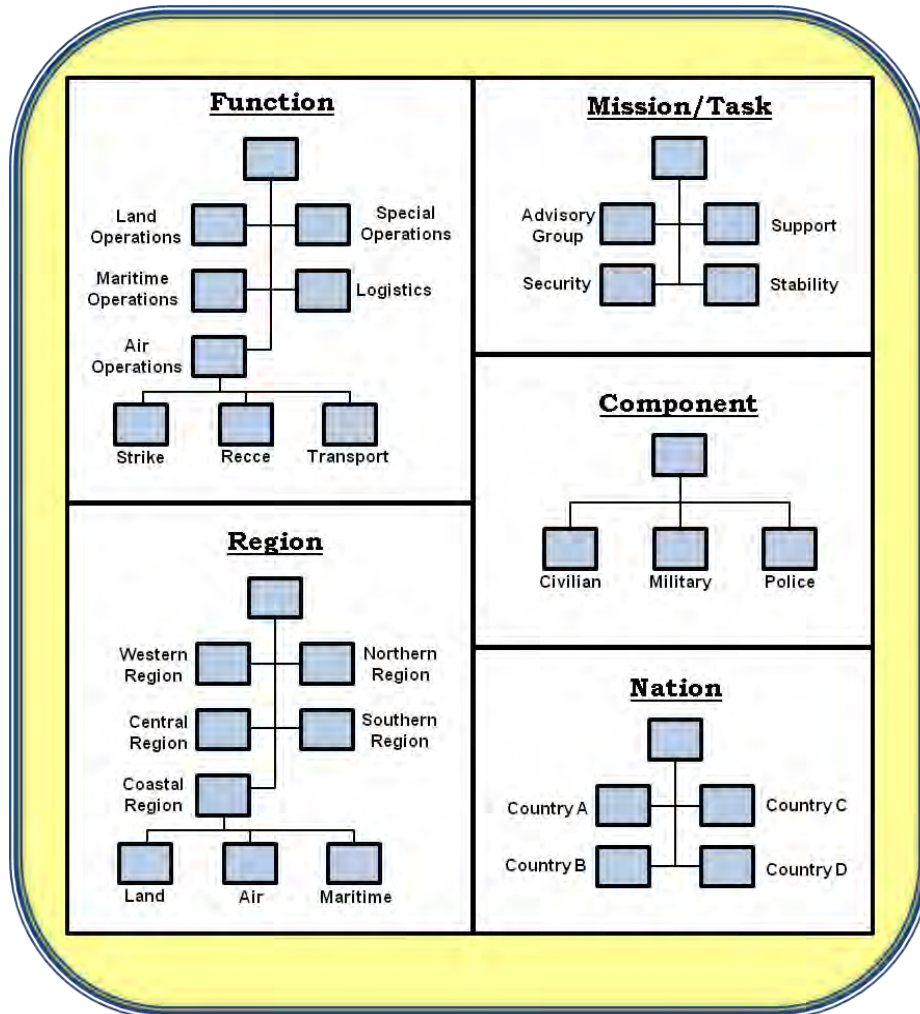 Function
Land
Operations
Special
Operations
Maritime
Operations
Logistics
Air
Operations
Strike
Recce
Transport
Region
Western
Region
Northern
Region
Central
Region
Southern
Region
Coastal
Region
Land
Air
Maritime
Mission/Task
Advisory
Group
Support
Security
Stability
Component
Civilian
Military
Police
Nation
Country A
Country C
Country B
Country D